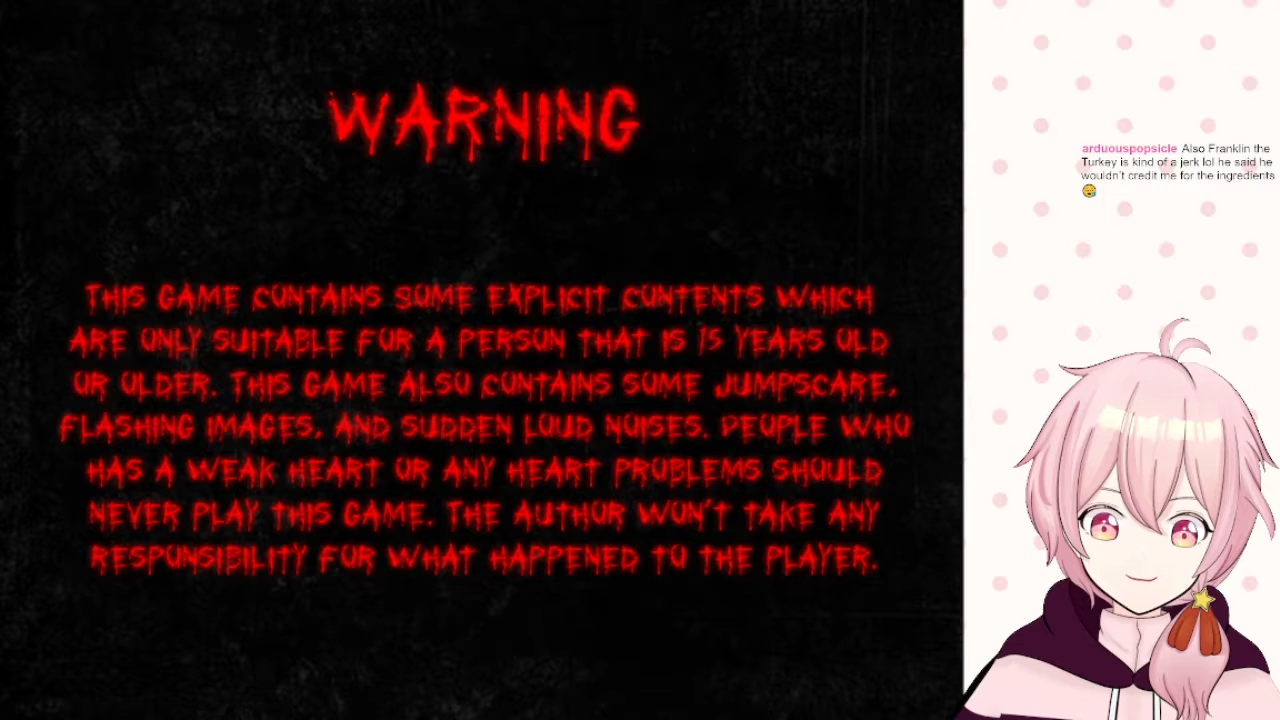 WARNING
THIS GAME CONTAINS SOME EXPLICIT CONTENTS WHICH
ARE ONLY SUITABLE FOR A PERSON THAT IS 15 YEARS OLD
OR OLDER. THIS GAME ALSO CONTAINS SOME JUMPSCARE,
FLASHING IMAGES, AND SUDDEN LOUD NOISES. PEOPLE WHO
HAS A WEAK HEART OR ANY HEART PROBLEMS SHOULD
NEVER PLAY THIS GAME. THE AUTHOR WON'T TAKE ANY
RESPONSIBILITY FOR WHAT HAPPENED TO THE PLAYER.
arduouspopsicle Also Franklin the
Turkey is kind of a jerk lol he said he
wouldn't credit me for the ingredients